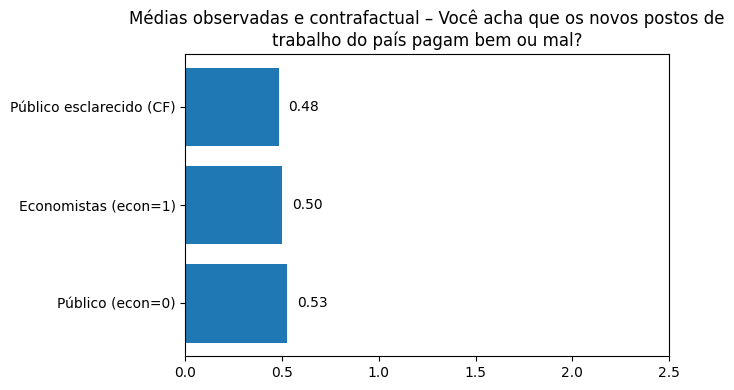 Médias observadas e contrafactual – Você acha que os novos postos de
trabalho do país pagam bem ou mal?
Público esclarecido (CF)
0.48
Economistas (econ=1)
0.50
Público (econ=0)
0.53
0.0
0.5
1.0
1.5
2.0
2.5